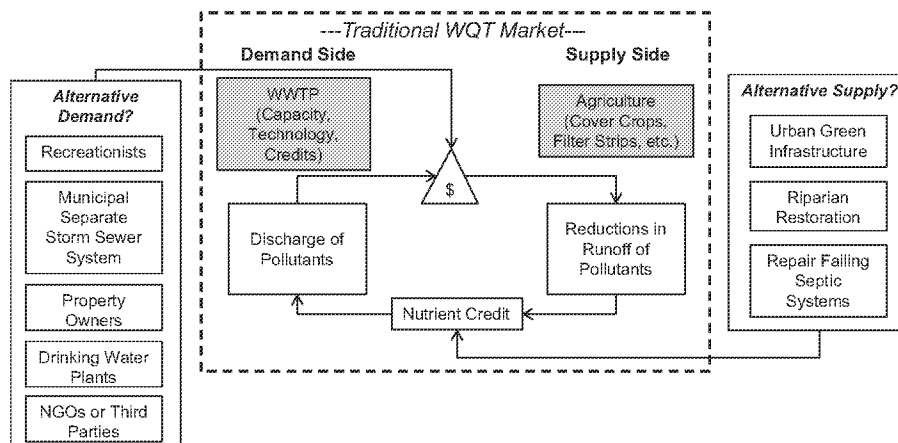 ---Traditional WQT Market----
Demand Side
Supply Side
WWTP
(Capacity,
Technology,
Credits)
Agriculture
(Cover Crops,
Filter Strips, etc.)
$
Discharge of
Pollutants
Reductions in
Runoff of
Pollutants
Nutrient Credit
Alternative
Demand?
Recreationists
Municipal
Separate
Storm Sewer
System
Property
Owners
Drinking Water
Plants
NGOs or Third
Parties
Alternative Supply?
Urban Green
Infrastructure
Riparian
Restoration
Repair Failing
Septic
Systems